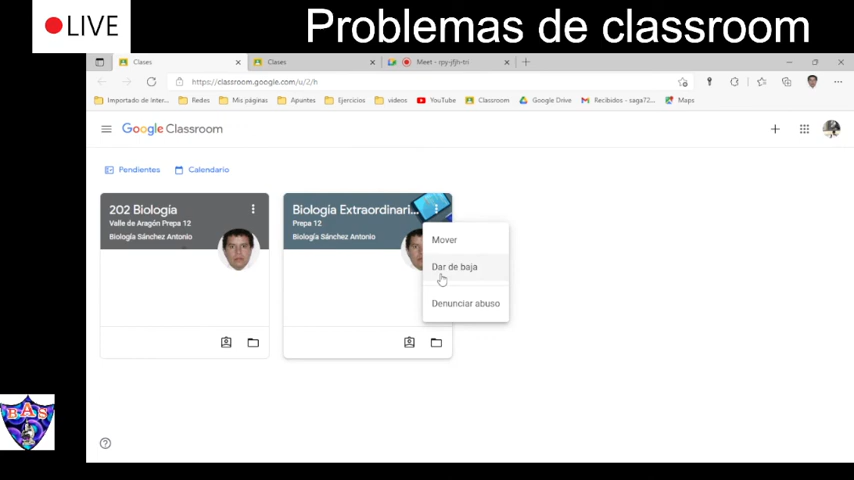 LIVE
Problemas de classroom
Clases
Clases
Meet - rpy-jfjh-tri
https://classroom.google.com/u/2/h
Importado de Inter...
Redes
Mis páginas
Apuntes
Ejercicios
videos
YouTube
Classroom
Google Drive
Recibidos - saga72...
Maps
Google Classroom
Pendientes
Calendario
202 Biología
Valle de Aragón Prepa 12
Biología Sánchez Antonio
Biología Extraordinari...
Prepa 12
Biología Sánchez Antonio
Mover
Dar de baja
Denunciar abuso
BAS